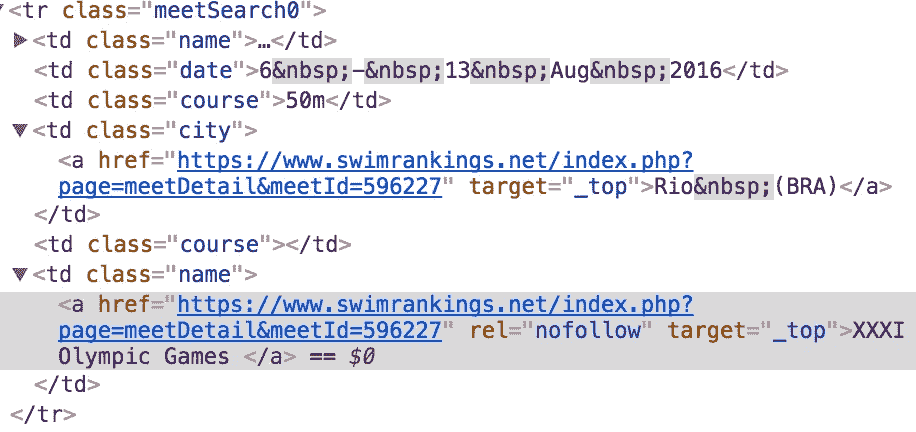 <tr class="meetSearch0">
<td class="name">…</td>
<td class="date">6&nbsp;-&nbsp;13&nbsp;Aug&nbsp;2016</td>
<td class="course">50m</td>
<td class="city">
<a href="https://www.swimrankings.net/index.php?
page=meetDetail&meetId=596227" target="_top">Rio&nbsp;(BRA)</a>
</td>
<td class="course"></td>
<td class="name">
<a href="https://www.swimrankings.net/index.php?
page=meetDetail&meetId=596227" rel="nofollow" target="_top">XXXI
Olympic Games </a> == $0
</td>
</tr>